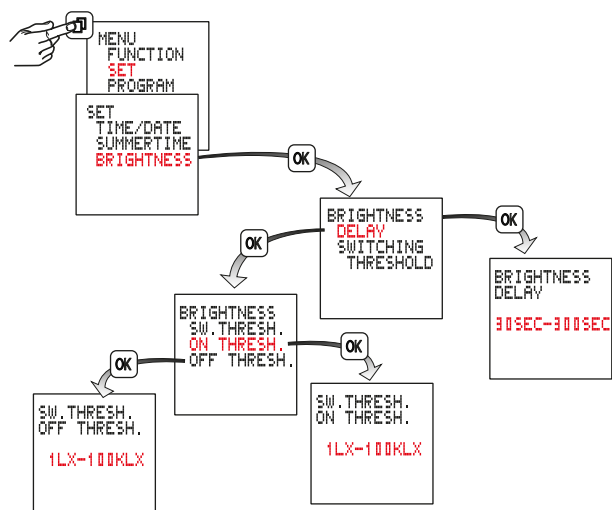 MENU
FUNCTION
SET
PROGRAM
SET
TIME/DATE
SUMMERTIME
BRIGHTNESS
OK
BRIGHTNESS
DELAY
SWITCHING
THRESHOLD
OK
OK
BRIGHTNESS
DELAY
30SEC-300SEC
BRIGHTNESS
SW.THRESH.
ON THRESH.
OFF THRESH.
OK
OK
SW.THRESH.
OFF THRESH.
1LX-100KLX
SW.THRESH.
ON THRESH.
1LX-100KLX